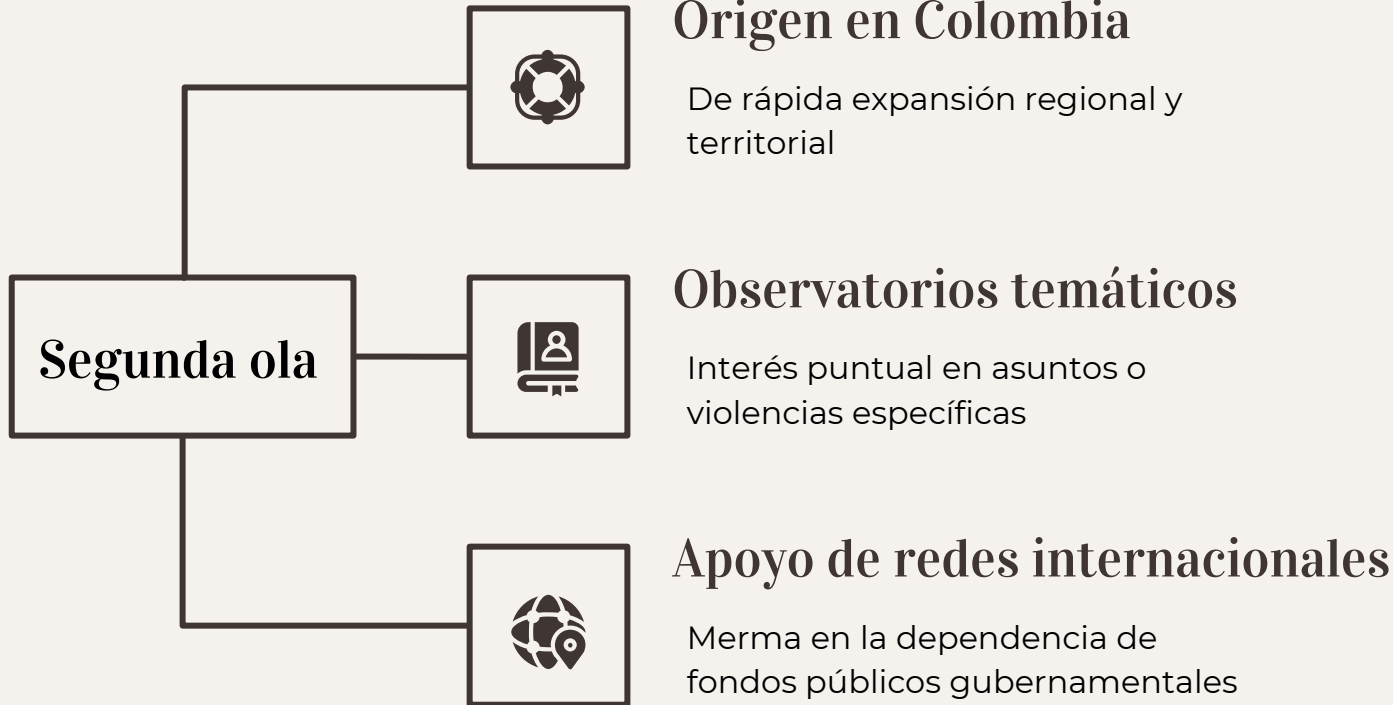 Origen en Colombia
De rápida expansión regional y
territorial
Segunda ola
Observatorios temáticos
Interés puntual en asuntos o
violencias específicas
Apoyo de redes internacionales
Merma en la dependencia de
fondos públicos gubernamentales